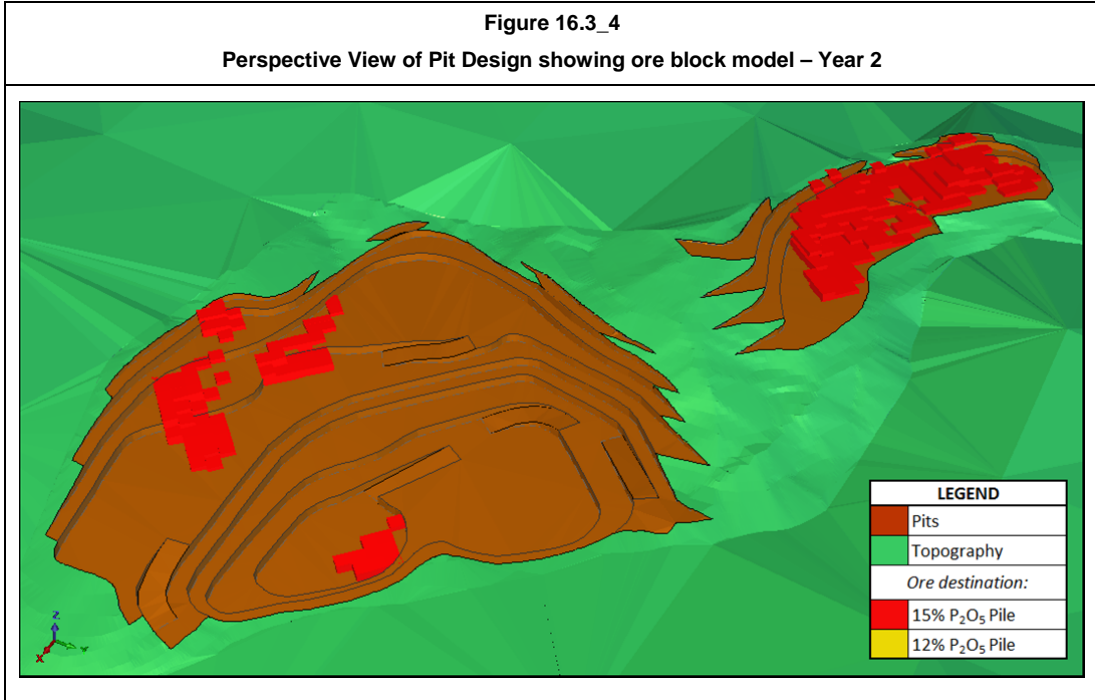 Figure 16.3_4
Perspective View of Pit Design showing ore block model – Year 2
LEGEND
Pits
Topography
Ore destination:
15% P₂O₅ Pile
12% P₂O₅ Pile
Z
X
Y